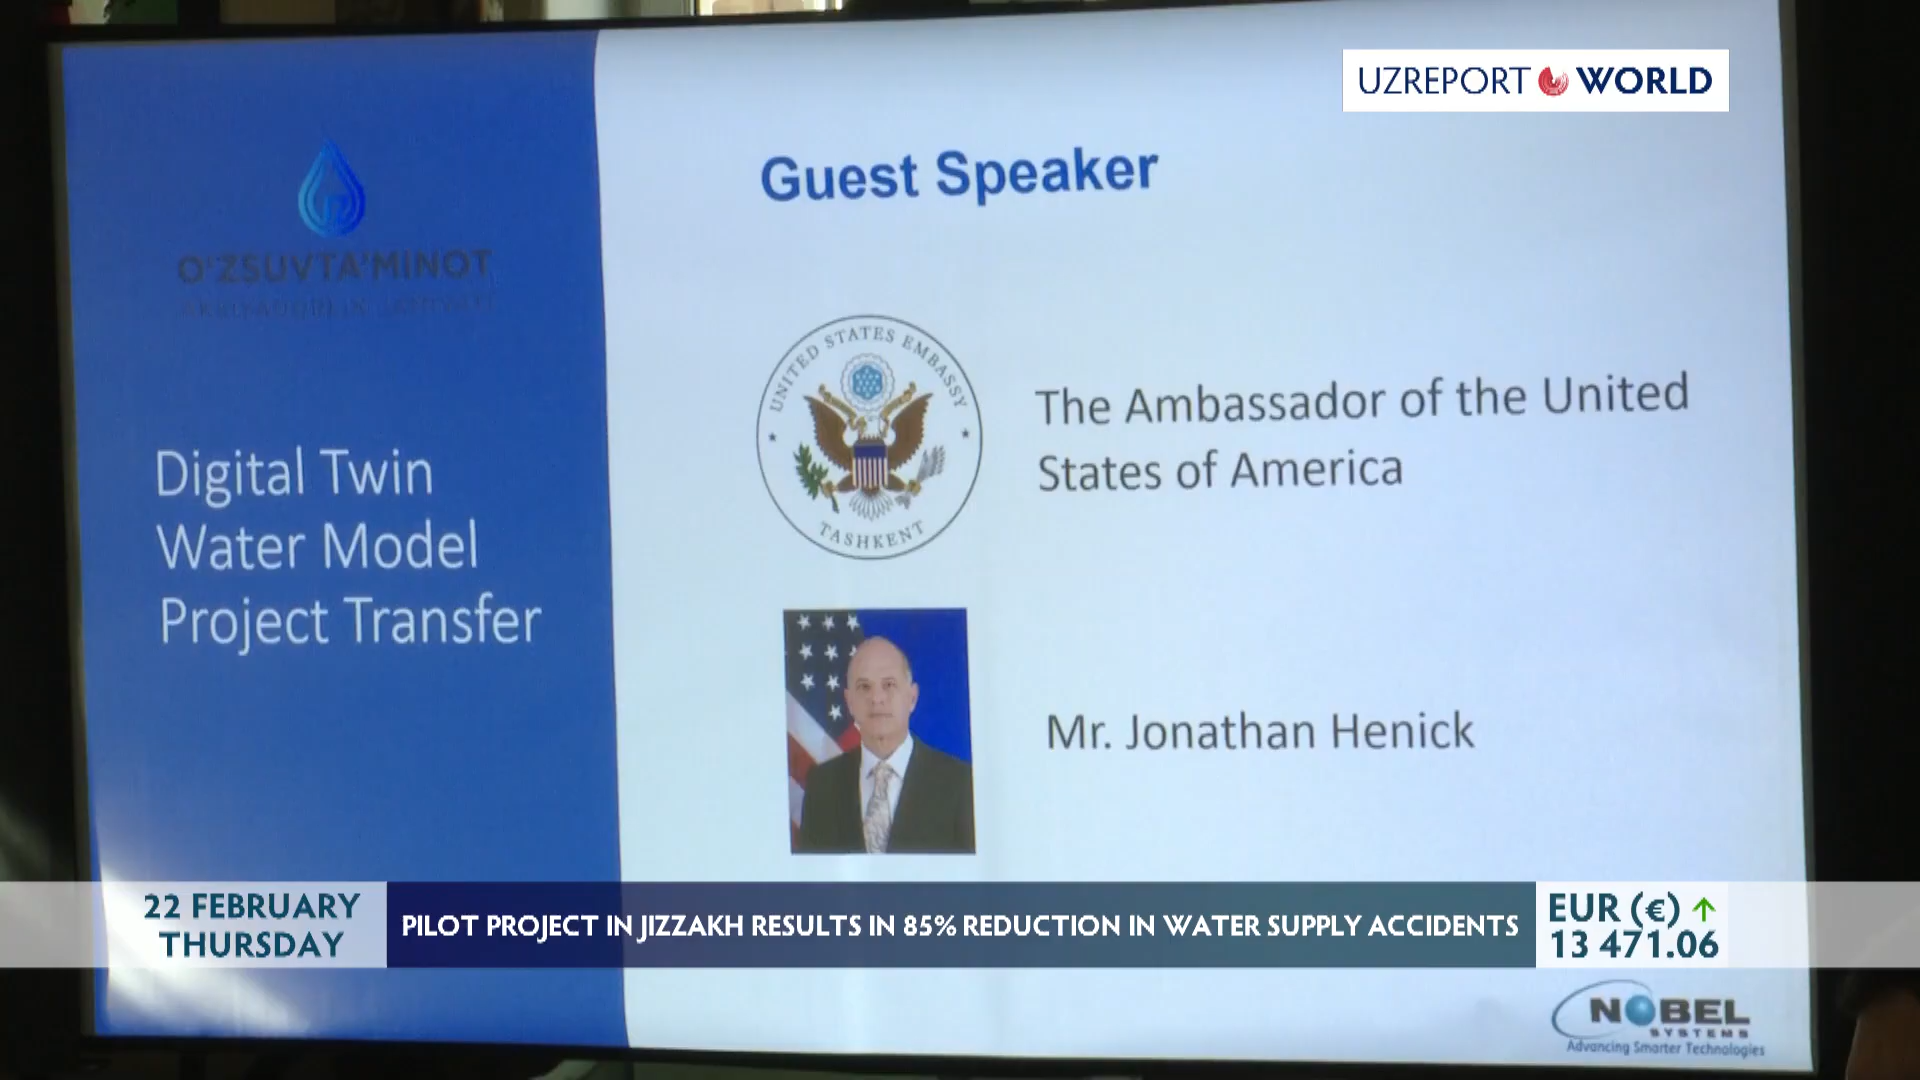 UZREPORT WORLD
Guest Speaker
O'ZSUVTA'MINOT
Digital Twin
Water Model
Project Transfer
UNITED STATES EMBASSY
TASHKENT
The Ambassador of the United
States of America
Mr. Jonathan Henick
22 FEBRUARY
THURSDAY
PILOT PROJECT IN JIZZAKH RESULTS IN 85% REDUCTION IN WATER SUPPLY ACCIDENTS
EUR (€) ↑
13 471.06
NOBEL
SYSTEMS
Advancing Smarter Technologies